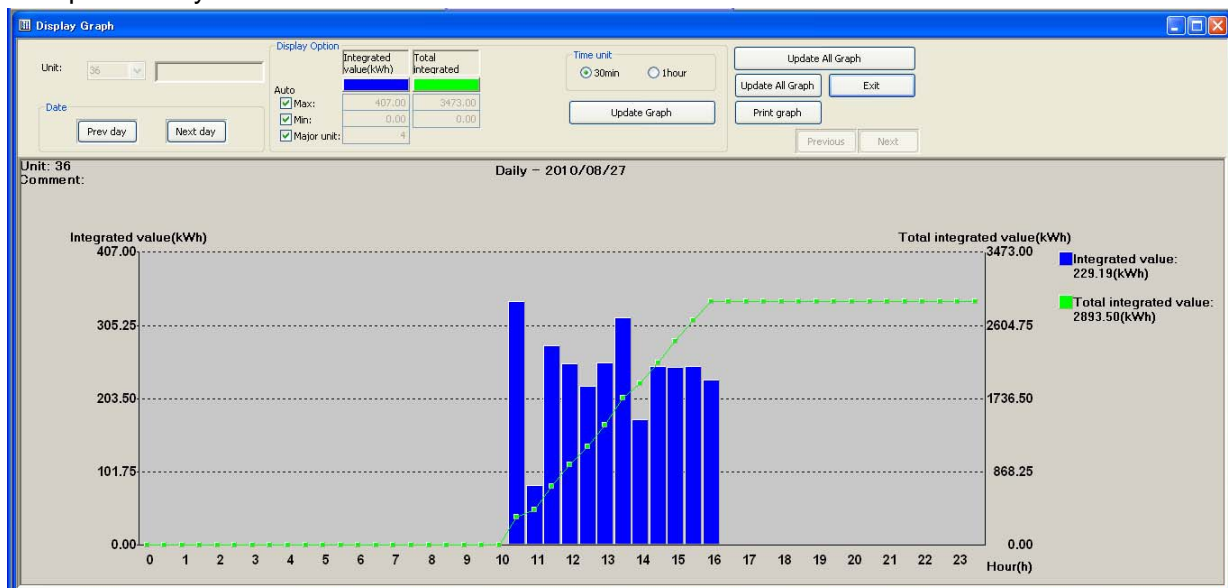 Display Graph
Unit: 36
Date
Prev day Next day
Display Option
Integrated value(kWh) Total integrated
Auto
Max: 407.00 3473.00
Min: 0.00 0.00
Major unit: 4
Time unit
30min 1hour
Update Graph
Update All Graph
Update All Graph Exit
Print graph
Previous Next
Unit: 36
Comment:
Daily - 2010/08/27
Integrated value(kWh) Total integrated value(kWh)
407.00 3473.00
305.25 2604.75
203.50 1736.50
101.75 868.25
0.00 0.00
Integrated value:
229.19(kWh)
Total integrated value:
2893.50(kWh)
0 1 2 3 4 5 6 7 8 9 10 11 12 13 14 15 16 17 18 19 20 21 22 23 Hour(h)